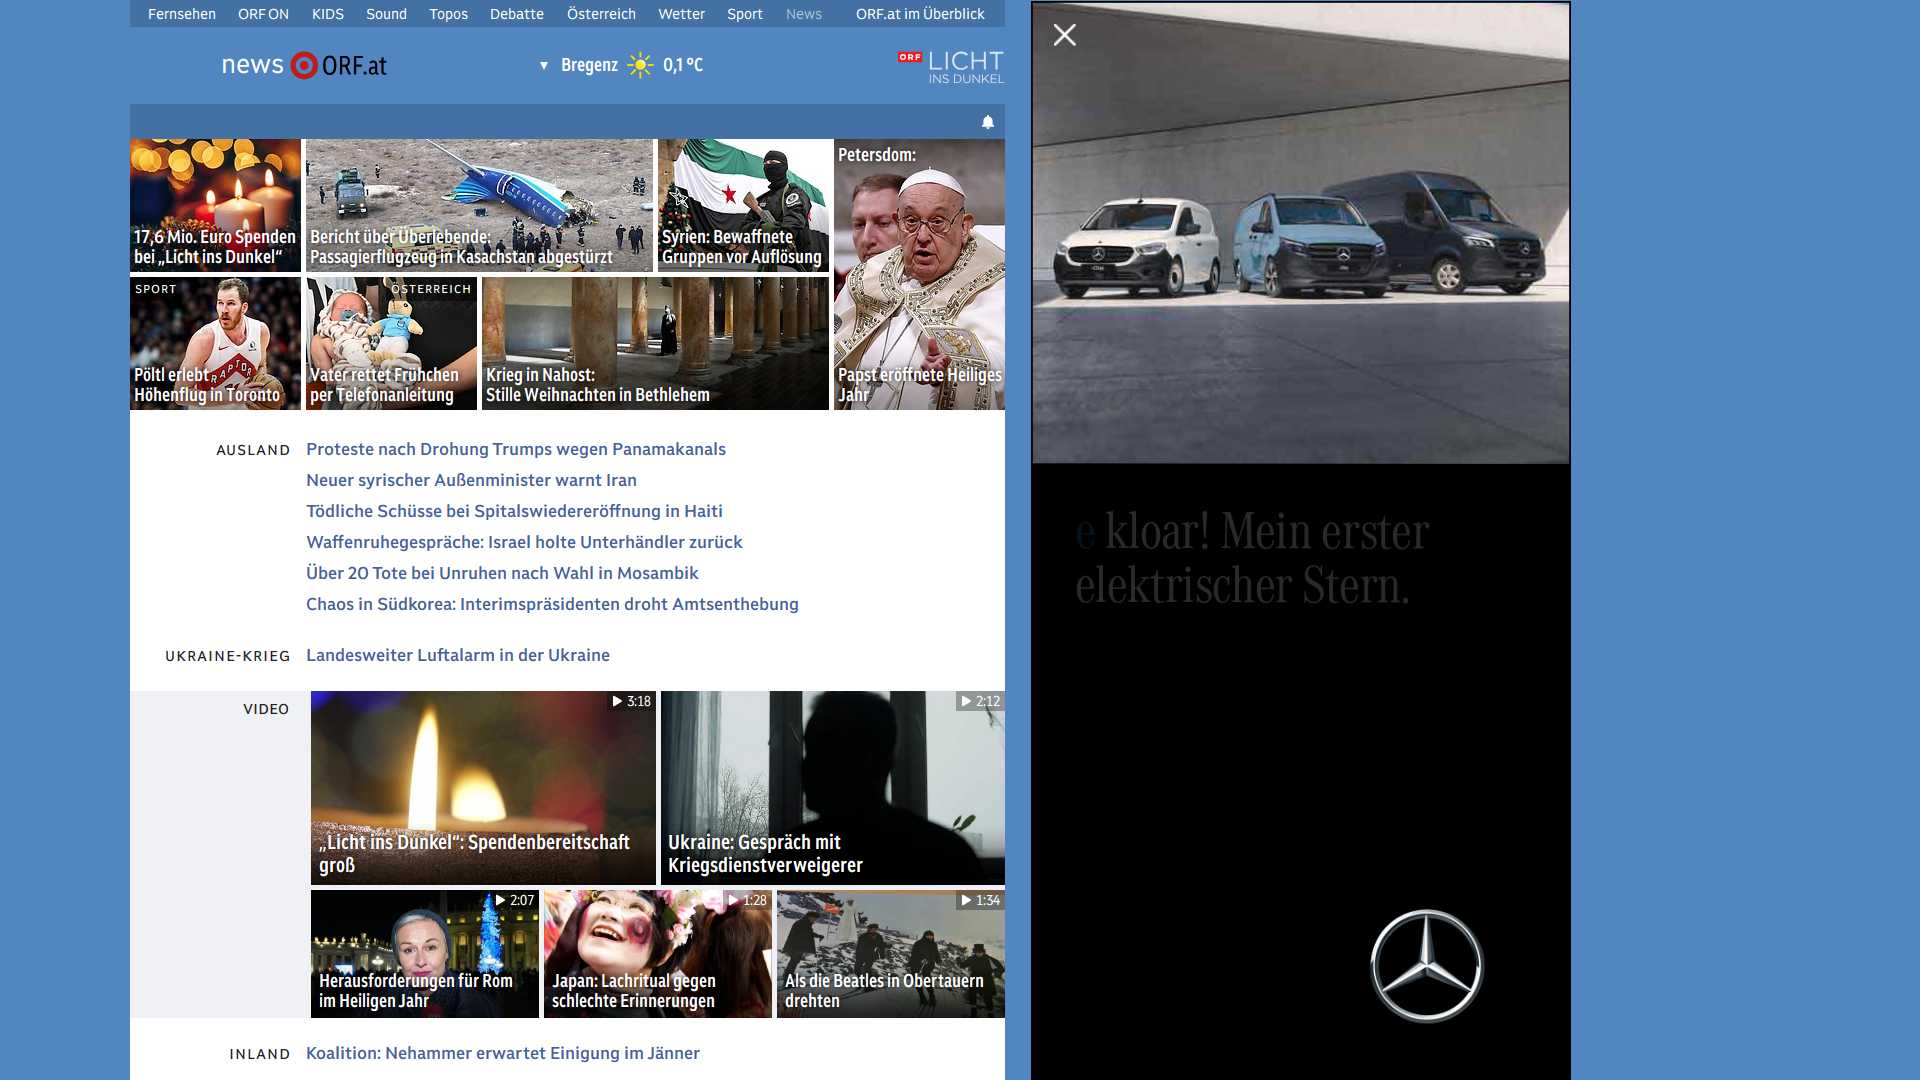 Fernsehen ORF ON KIDS Sound Topos Debatte Österreich Wetter Sport News ORF.at im Überblick
news ORF.at
▼ Bregenz 0,1 °C
ORF LICHT
INS DUNKEL
17,6 Mio. Euro Spenden
bei „Licht ins Dunkel“
Bericht über Überlebende:
Passagierflugzeug in Kasachstan abgestürzt
Syrien: Bewaffnete
Gruppen vor Auflösung
Petersdom:
Papst eröffnete Heiliges
Jahr
SPORT
Pöltl erlebt
Höhenflug in Toronto
ÖSTERREICH
Vater rettet Frühchen
per Telefonanleitung
Krieg in Nahost:
Stille Weihnachten in Bethlehem
AUSLAND
Proteste nach Drohung Trumps wegen Panamakanals
Neuer syrischer Außenminister warnt Iran
Tödliche Schüsse bei Spitalswiedereröffnung in Haiti
Waffenruhegespräche: Israel holte Unterhändler zurück
Über 20 Tote bei Unruhen nach Wahl in Mosambik
Chaos in Südkorea: Interimspräsidenten droht Amtsenthebung
UKRAINE-KRIEG
Landesweiter Luftalarm in der Ukraine
VIDEO
3:18
„Licht ins Dunkel“: Spendenbereitschaft
groß
2:12
Ukraine: Gespräch mit
Kriegsdienstverweigerer
2:07
Herausforderungen für Rom
im Heiligen Jahr
1:28
Japan: Lachritual gegen
schlechte Erinnerungen
1:34
Als die Beatles in Obertauern
drehten
INLAND
Koalition: Nehammer erwartet Einigung im Jänner
e kloar! Mein erster
elektrischer Stern.